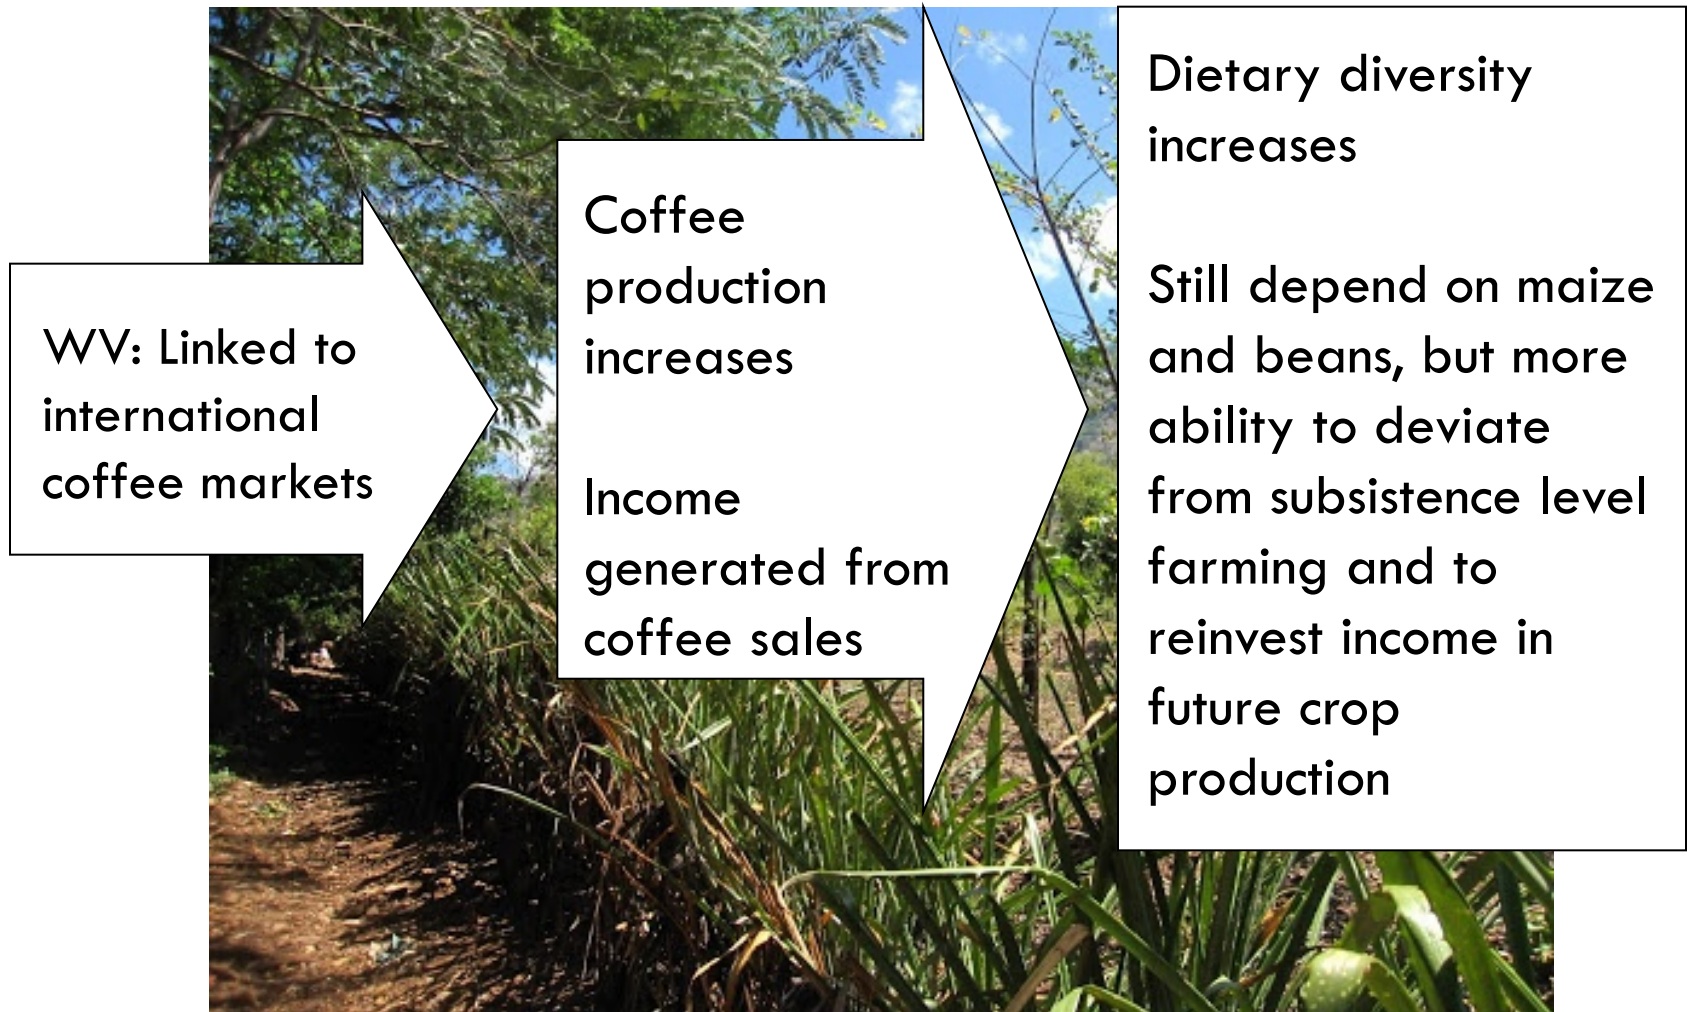 WV: Linked to
international
coffee markets
Coffee
production
increases
Income
generated from
coffee sales
Dietary diversity
increases
Still depend on maize
and beans, but more
ability to deviate
from subsistence level
farming and to
reinvest income in
future crop
production